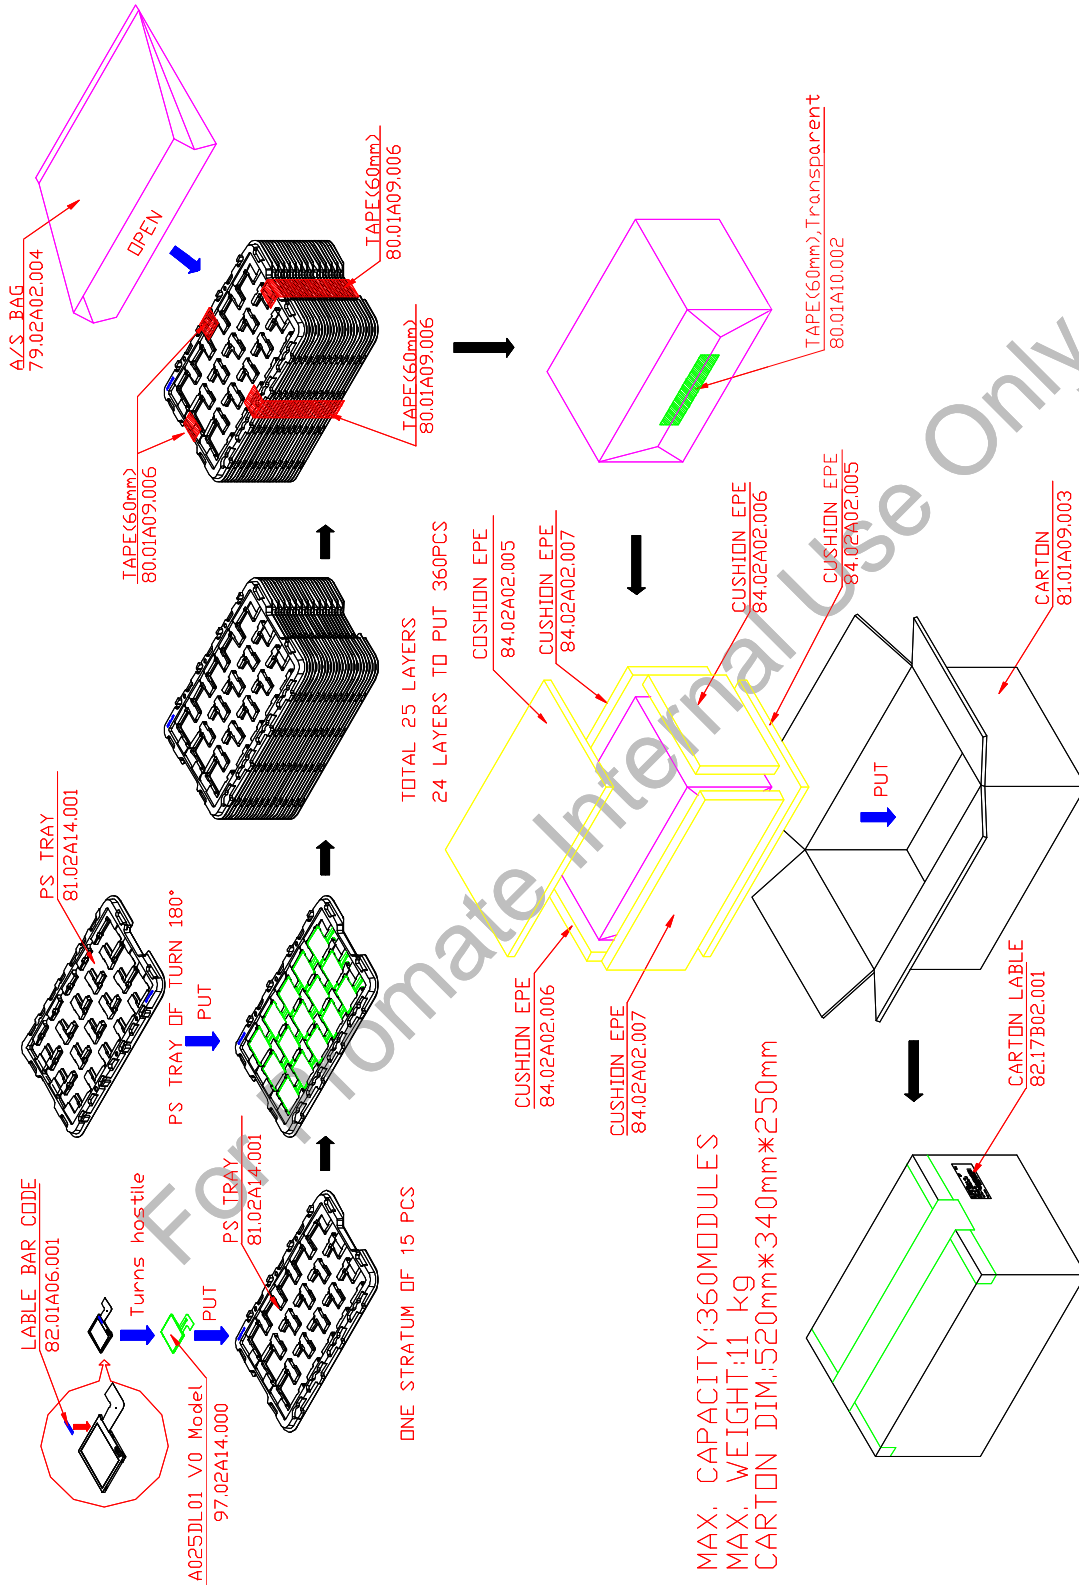 LABLE BAR CODE
82.01A06.001
Turns hostile
PUT
A025DL01 V0 Model
97.02A14.000
PS TRAY
81.02A14.001
ONE STRATUM OF 15 PCS
PS TRAY
81.02A14.001
PS TRAY OF TURN 180°
PUT
TOTAL 25 LAYERS
24 LAYERS TO PUT 360PCS
TAPE(60mm)
80.01A09.006
TAPE(60mm)
80.01A09.006
TAPE(60mm)
80.01A09.006
A/S BAG
79.02A02.004
OPEN
TAPE(60mm),Transparent
80.01A10.002
COSHION EPE
84.02A02.005
CUSHION EPE
84.02A02.007
CUSHION EPE
84.02A02.006
CUSHION EPE
84.02A02.005
CUSHION EPE
84.02A02.006
CUSHION EPE
84.02A02.007
PUT
CARTON
81.01A09.003
CARTON LABLE
82.17B02.001
MAX. CAPACITY:360MODULES
MAX. WEIGHT:11 kg
CARTON DIM.:520mm*340mm*250mm
For Promate Internal Use Only